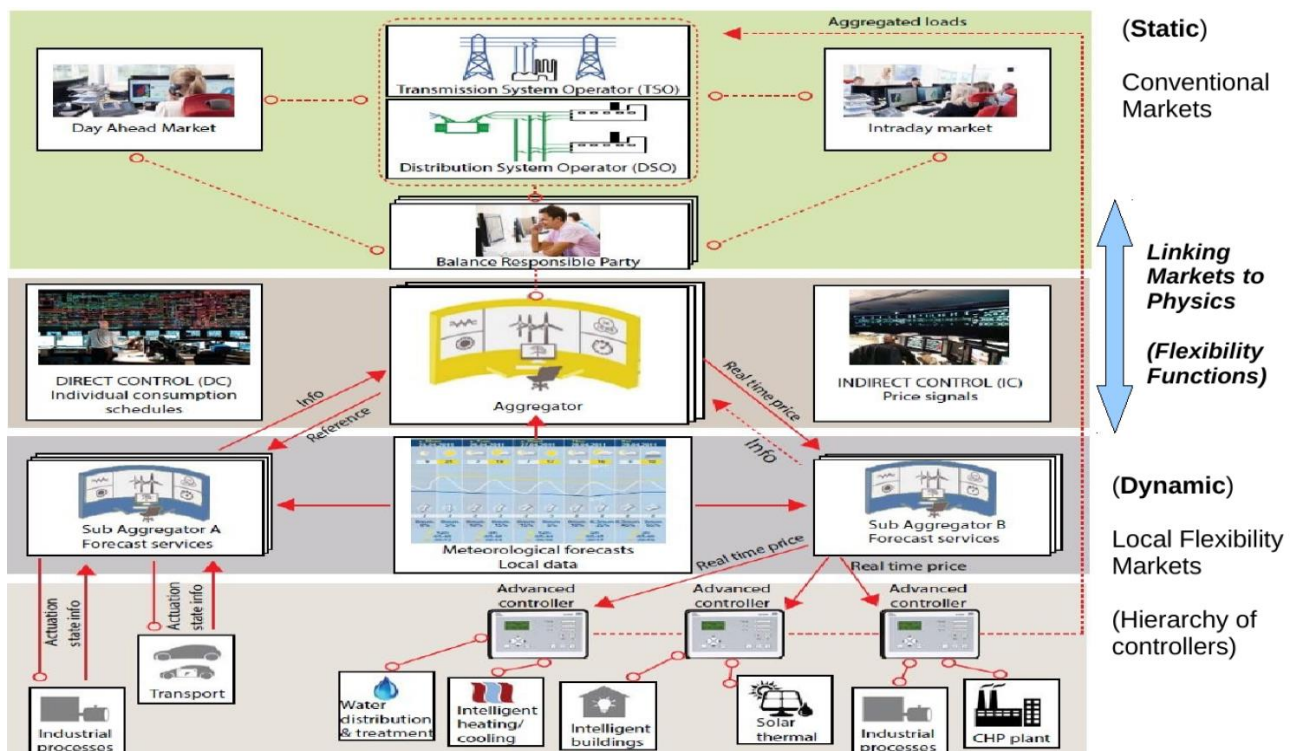 Aggregated loads
(Static)
Conventional
Markets
Transmission System Operator (TSO)
Day Ahead Market
Intraday market
Distribution System Operator (DSO)
Balance Responsible Party
Linking
Markets to
Physics
(Flexibility
Functions)
DIRECT CONTROL (DC)
Individual consumption
schedules
Info
Reference
Aggregator
Real time price
Info
INDIRECT CONTROL (IC)
Price signals
Sub Aggregator A
Forecast services
Meteorological forecasts
Local data
Sub Aggregator B
Forecast services
(Dynamic)
Local Flexibility
Markets
(Hierarchy of
controllers)
Real time price
Real time price
Actuation
state info
Actuation
state info
Advanced
controller
Advanced
controller
Advanced
controller
Transport
Industrial
processes
Water
distribution
& treatment
Intelligent
heating/
cooling
Intelligent
buildings
Solar
thermal
Industrial
processes
CHP plant